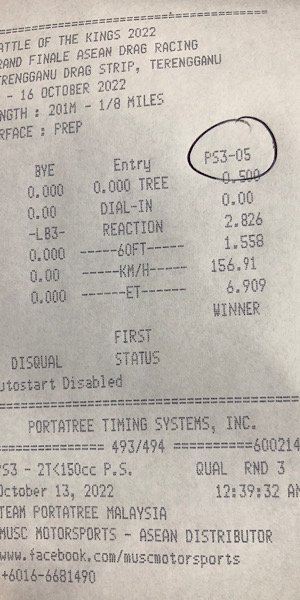 ATTLE OF THE KINGS 2022
RAND FINALE ASEAN DRAG RACING
TERENGGANU DRAG STRIP, TERENGGANU
- 16 OCTOBER 2022
NGTH : 201M - 1/8 MILES
RFACE : PREP
BYE Entry PS3-05
0.000 0.000 TREE 0.500
0.00 DIAL-IN 0.00
-LB3- REACTION 2.826
0.000 -----60FT----- 1.558
0.00 -----KM/H----- 156.91
0.000 ------ET------ 6.909
WINNER
FIRST
DISQUAL STATUS
utostart Disabled
PORTATREE TIMING SYSTEMS, INC.
============ 493/494 ==========600214
PS3 - 2T<150cc P.S. QUAL RND 3
October 13, 2022 12:39:32 AM
TEAM PORTATREE MALAYSIA
MUSC MOTORSPORTS - ASEAN DISTRIBUTOR
www.facebook.com/muscmotorsports
+6016-6681490